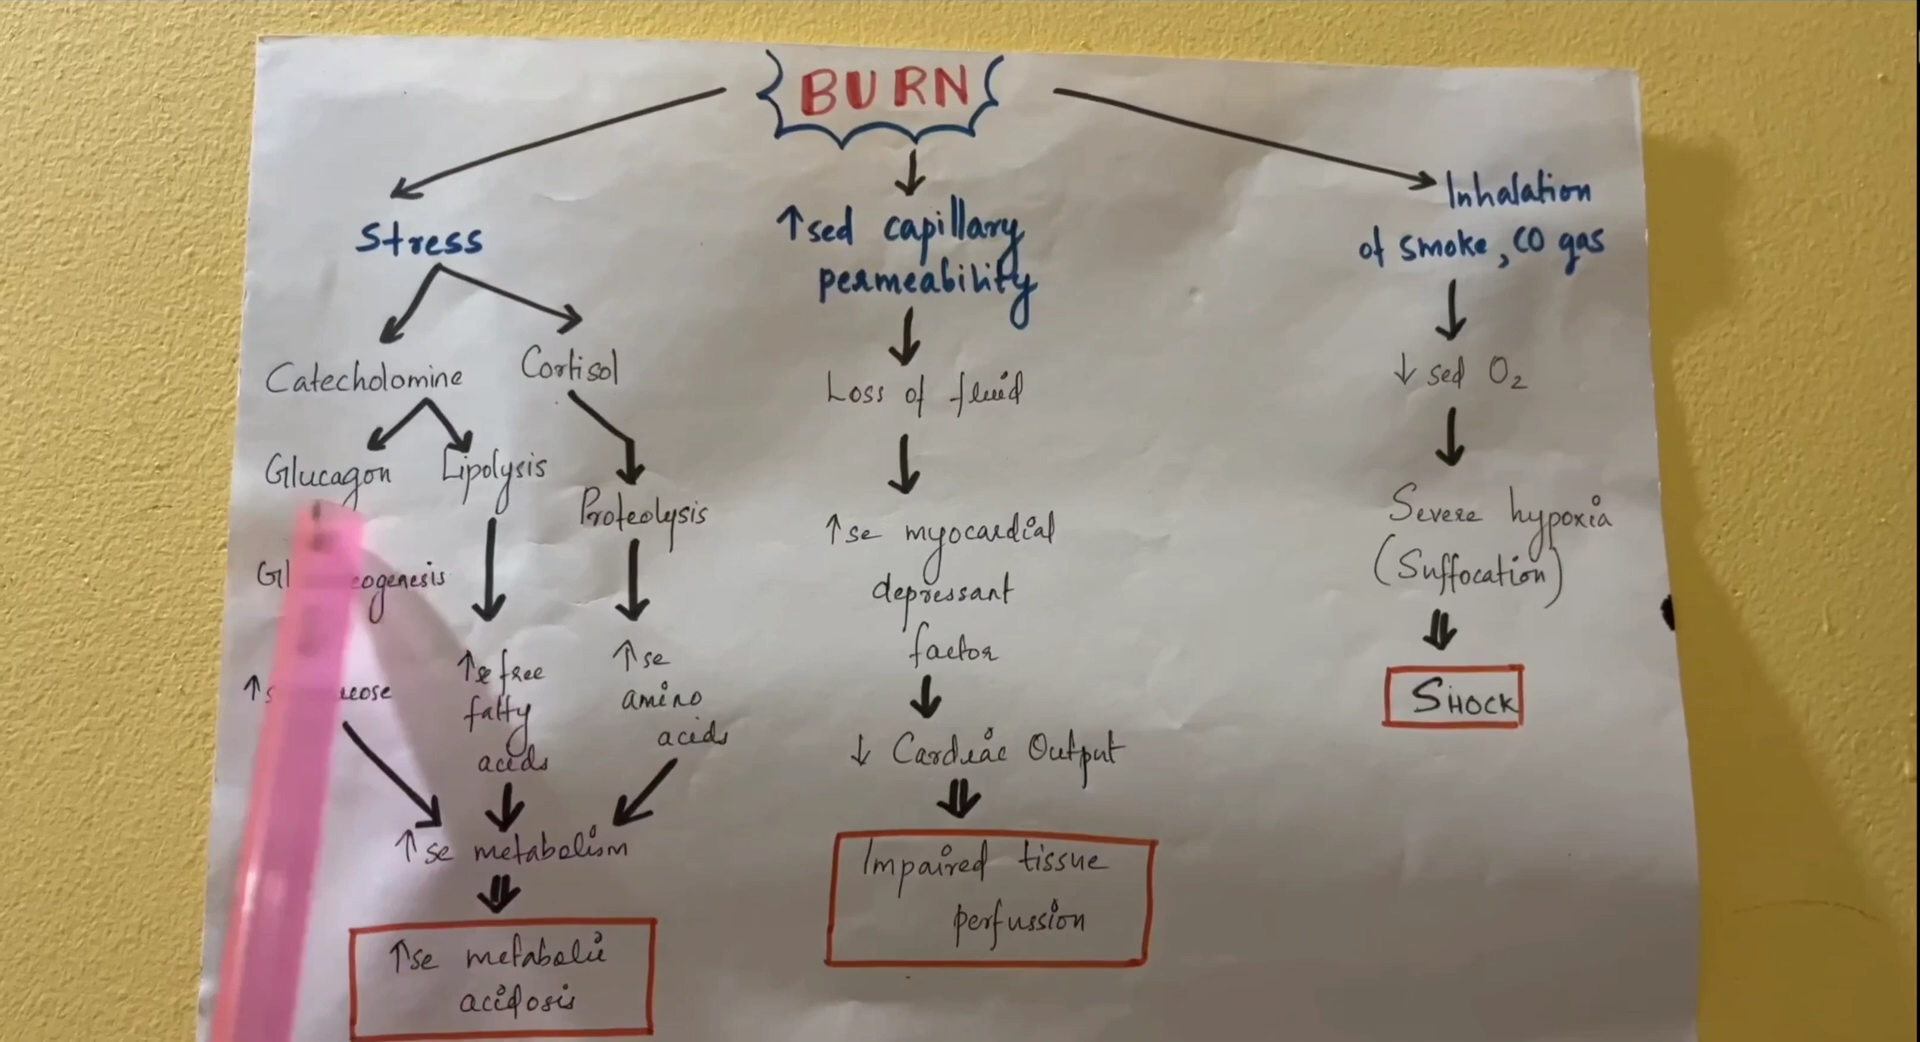 BURN
Stress
Catecholomine
Cortisol
Glucagon
Lipolysis
Proteolysis
↑se free
fatty
acids
↑se
amino
acids
↑se metabolism
↑se metabolic
acidosis
↑sed capillary
permeability
Loss of fluid
↑se myocardial
depressant
factor
↓ Cardiac Output
Impaired tissue
perfussion
Inhalation
of smoke, CO gas
↓sed O₂
Severe hypoxia
(Suffocation)
SHOCK